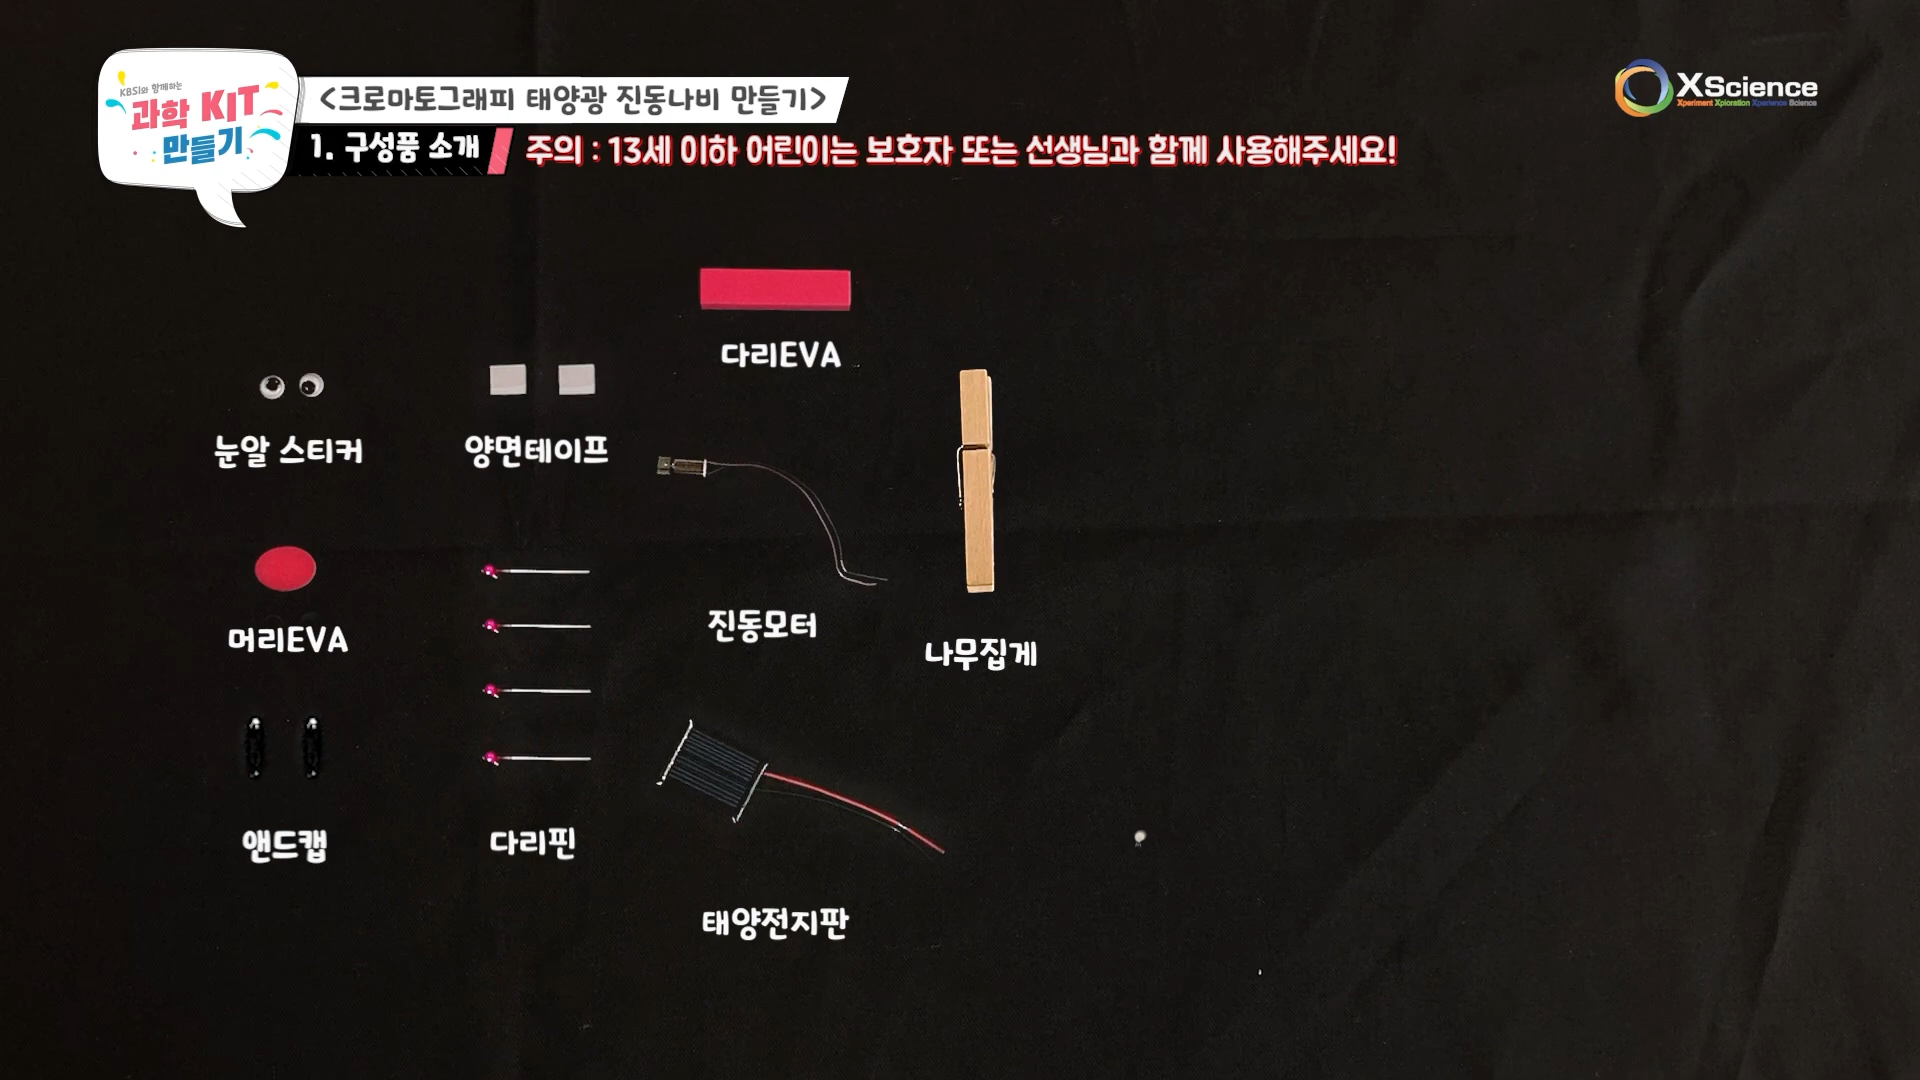 KBSI와 함께하는
과학 KIT
만들기
<크로마토그래피 태양광 진동나비 만들기>
1. 구성품 소개
주의 : 13세 이하 어린이는 보호자 또는 선생님과 함께 사용해주세요!
XScience
Xperiment Xploration Xperience Science
다리EVA
눈알 스티커
양면테이프
머리EVA
진동모터
나무집게
앤드캡
다리핀
태양전지판